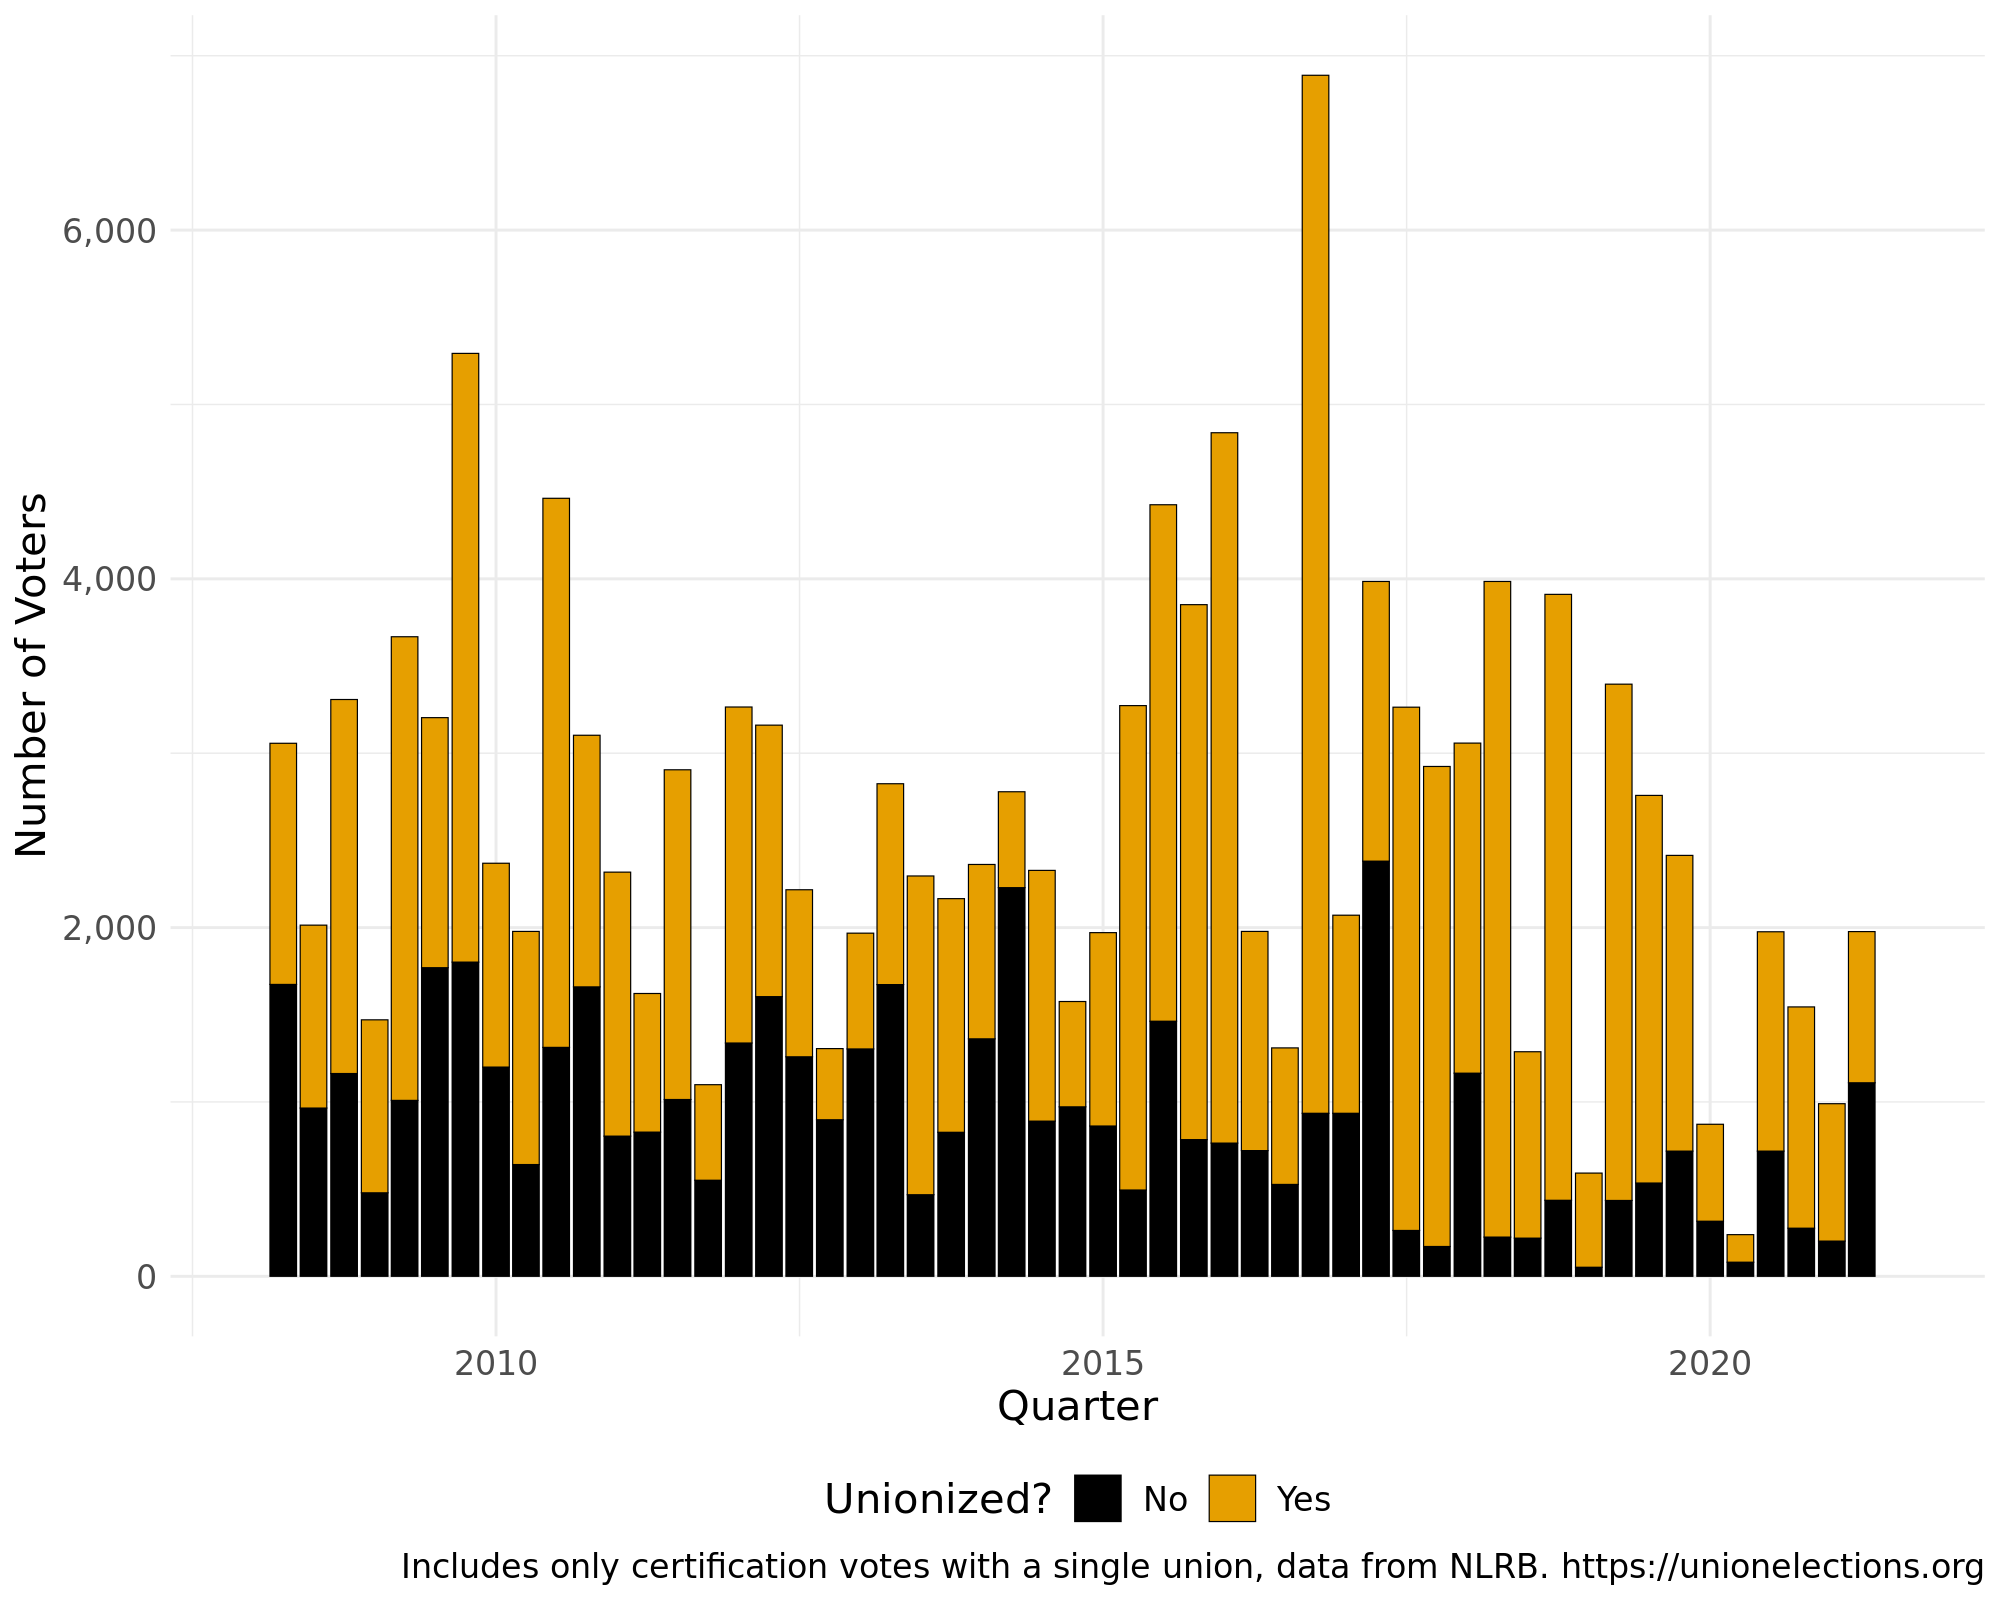 6,000
4,000
2,000
0
Number of Voters
2010
2015
2020
Quarter
Unionized? No Yes
Includes only certification votes with a single union, data from NLRB. https://unionelections.org